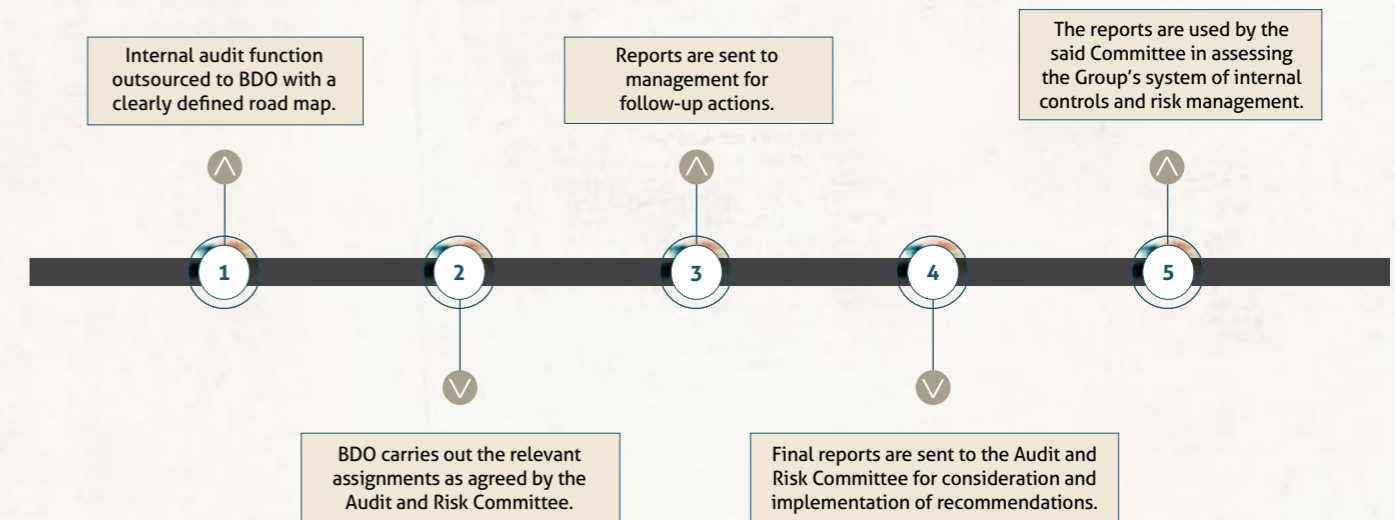 Internal audit function
outsourced to BDO with a
clearly defined road map.
Reports are sent to
management for
follow-up actions.
The reports are used by the
said Committee in assessing
the Group's system of internal
controls and risk management.
1
2
3
4
5
BDO carries out the relevant
assignments as agreed by the
Audit and Risk Committee.
Final reports are sent to the Audit and
Risk Committee for consideration and
implementation of recommendations.